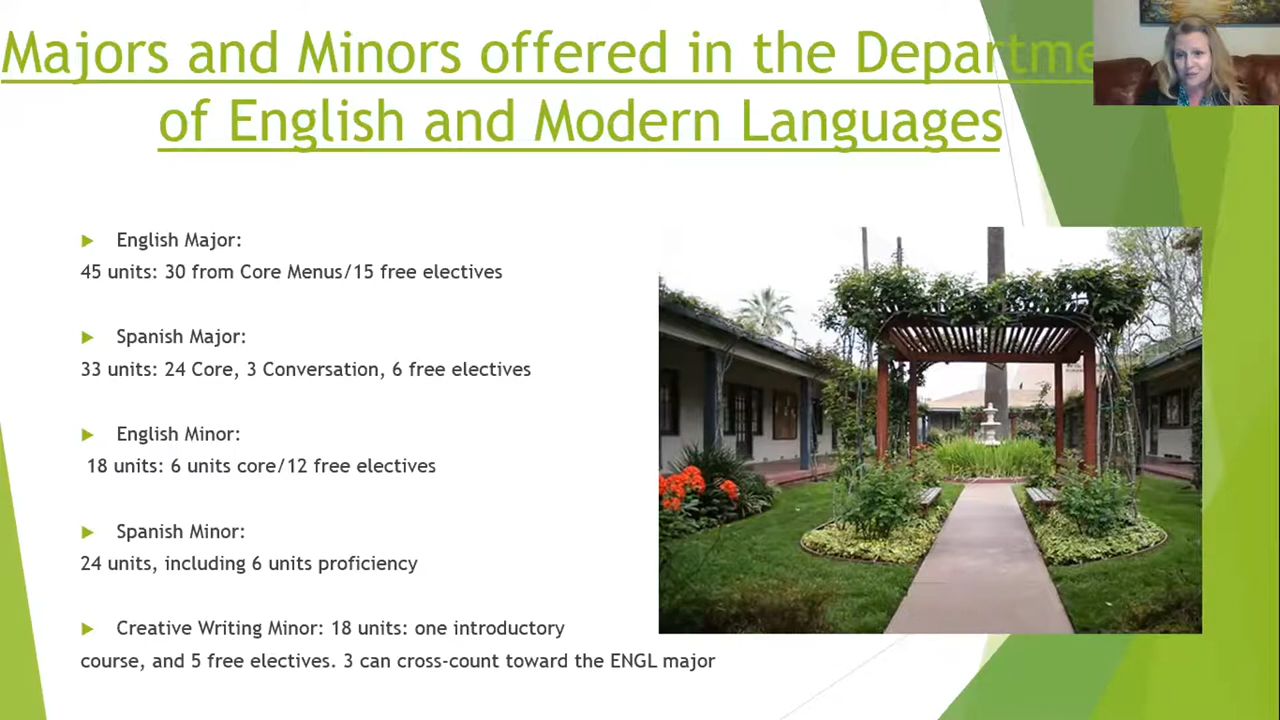 Majors and Minors offered in the Departme
of English and Modern Languages
English Major:
45 units: 30 from Core Menus/15 free electives
Spanish Major:
33 units: 24 Core, 3 Conversation, 6 free electives
English Minor:
18 units: 6 units core/12 free electives
Spanish Minor:
24 units, including 6 units proficiency
Creative Writing Minor: 18 units: one introductory
course, and 5 free electives. 3 can cross-count toward the ENGL major